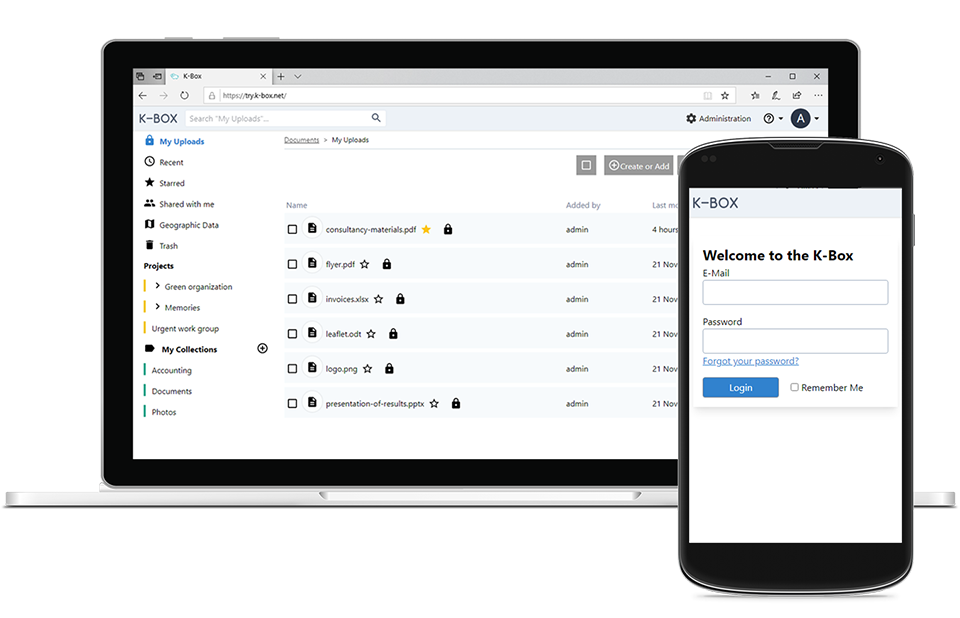 K-Box
https://try.k-box.net/
K-BOX
Search "My Uploads"...
Administration
A
My Uploads
Recent
Starred
Shared with me
Geographic Data
Trash
Projects
Green organization
Memories
Urgent work group
My Collections
Accounting
Documents
Photos
Documents > My Uploads
Create or Add
Name Added by Last mo
consultancy-materials.pdf admin 4 hours
flyer.pdf admin 21 Nov
invoices.xlsx admin 21 Nov
leaflet.odt admin 21 Nov
logo.png admin 21 Nov
presentation-of-results.pptx admin 21 Nov
K-BOX
Welcome to the K-Box
E-Mail
Password
Forgot your password?
Login
Remember Me